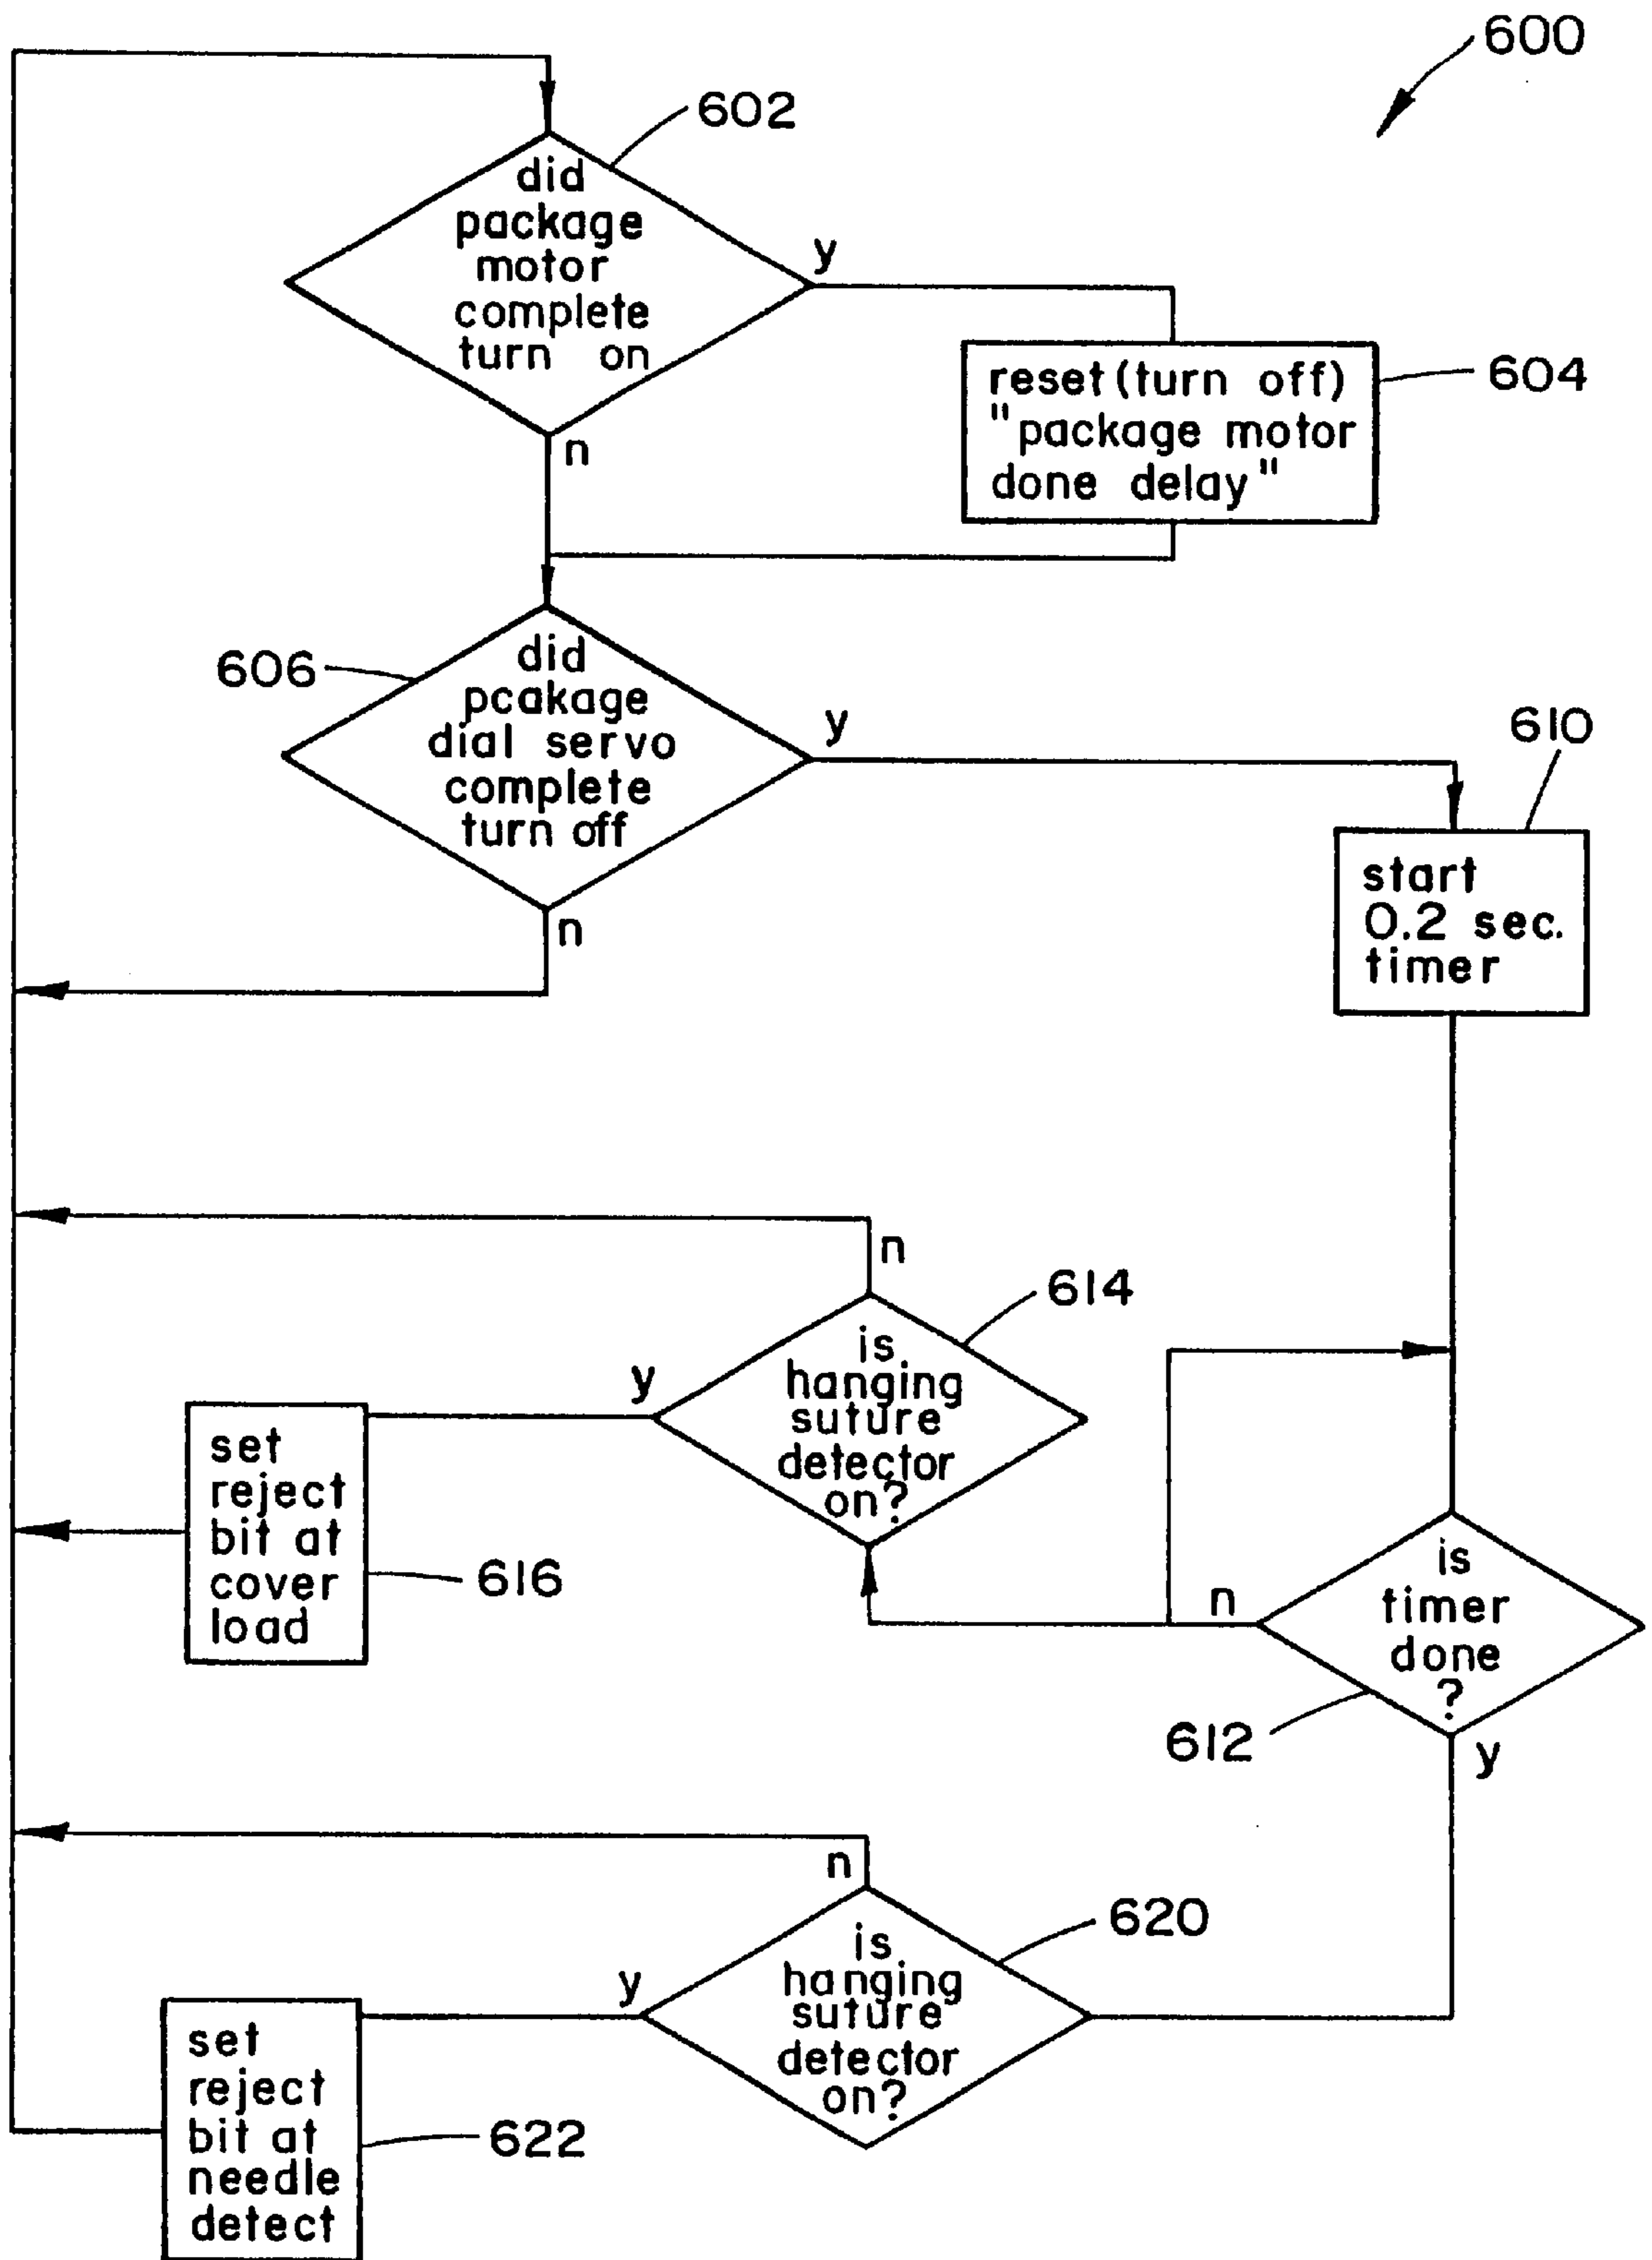 600
602
did
package
motor
complete
turn on
y
n
reset(turn off)
"package motor
done delay"
604
606
did
pcakage
dial servo
complete
turn off
y
n
610
start
0.2 sec.
timer
n
614
is
hanging
suture
detector
on?
y
set
reject
bit at
cover
load
616
n
is
timer
done
?
612
y
n
620
is
hanging
suture
detector
on?
y
set
reject
bit at
needle
detect
622